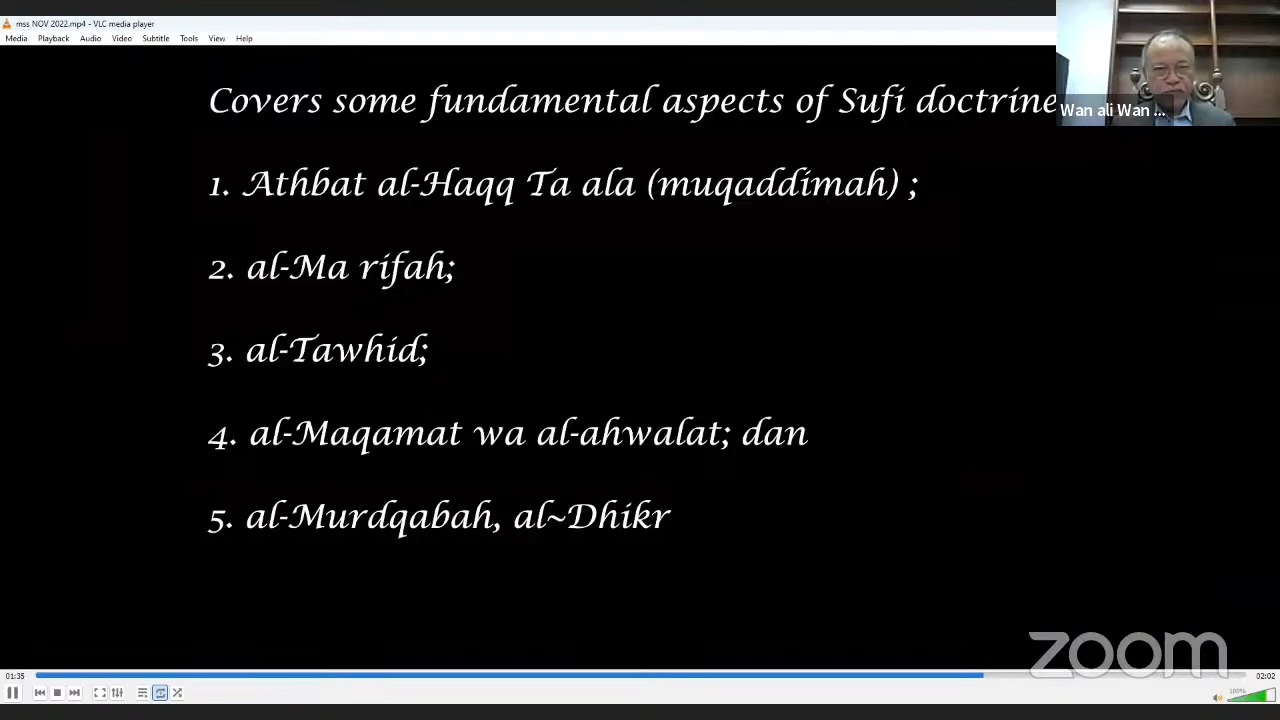 mss NOV 2022.mp4 - VLC media player
Media Playback Audio Video Subtitle Tools View Help
Covers some fundamental aspects of Sufi doctrine
Wan ali Wan ...
1. Athbat al-Haqq Ta ala (muqaddimah) ;
2. al-Ma rifah;
3. al-Tawhid;
4. al-Maqamat wa al-ahwalat; dan
5. al-Murdqabah, al~Dhikr
zoom
01:35 02:02
100%